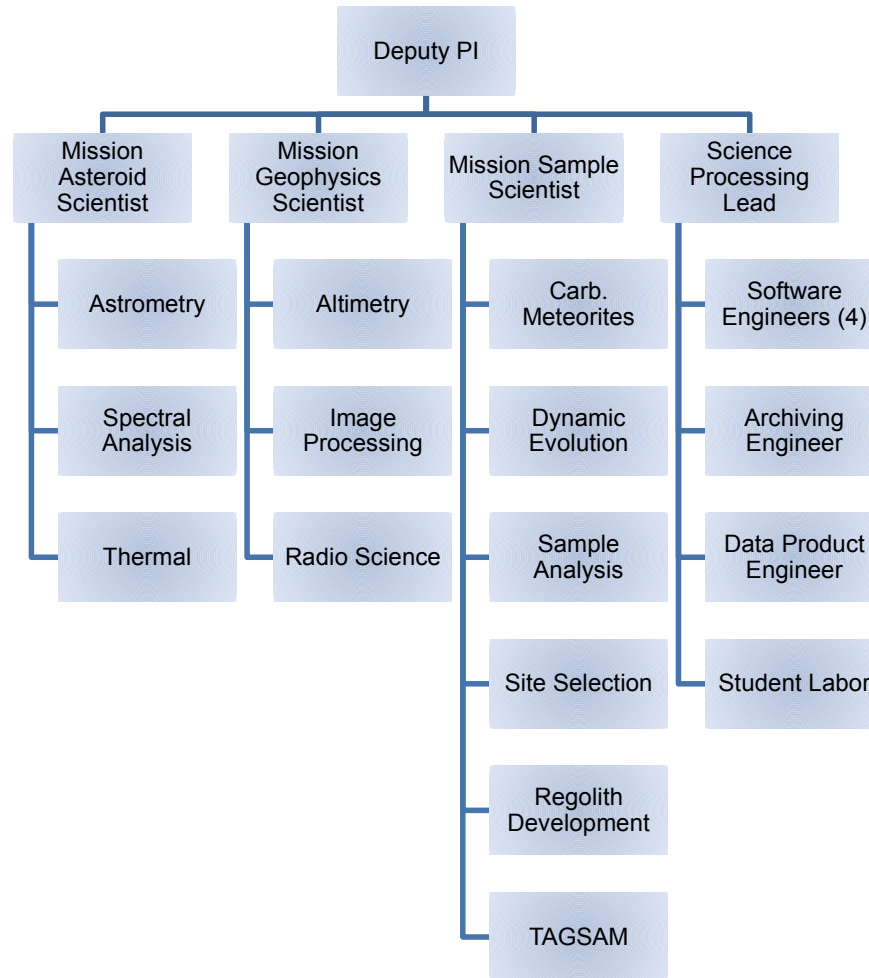 Deputy PI
Mission
Asteroid
Scientist
Mission
Geophysics
Scientist
Mission Sample
Scientist
Science
Processing
Lead
Astrometry
Spectral
Analysis
Thermal
Altimetry
Image
Processing
Radio Science
Carb.
Meteorites
Dynamic
Evolution
Sample
Analysis
Site Selection
Regolith
Development
TAGSAM
Software
Engineers (4)
Archiving
Engineer
Data Product
Engineer
Student Labor